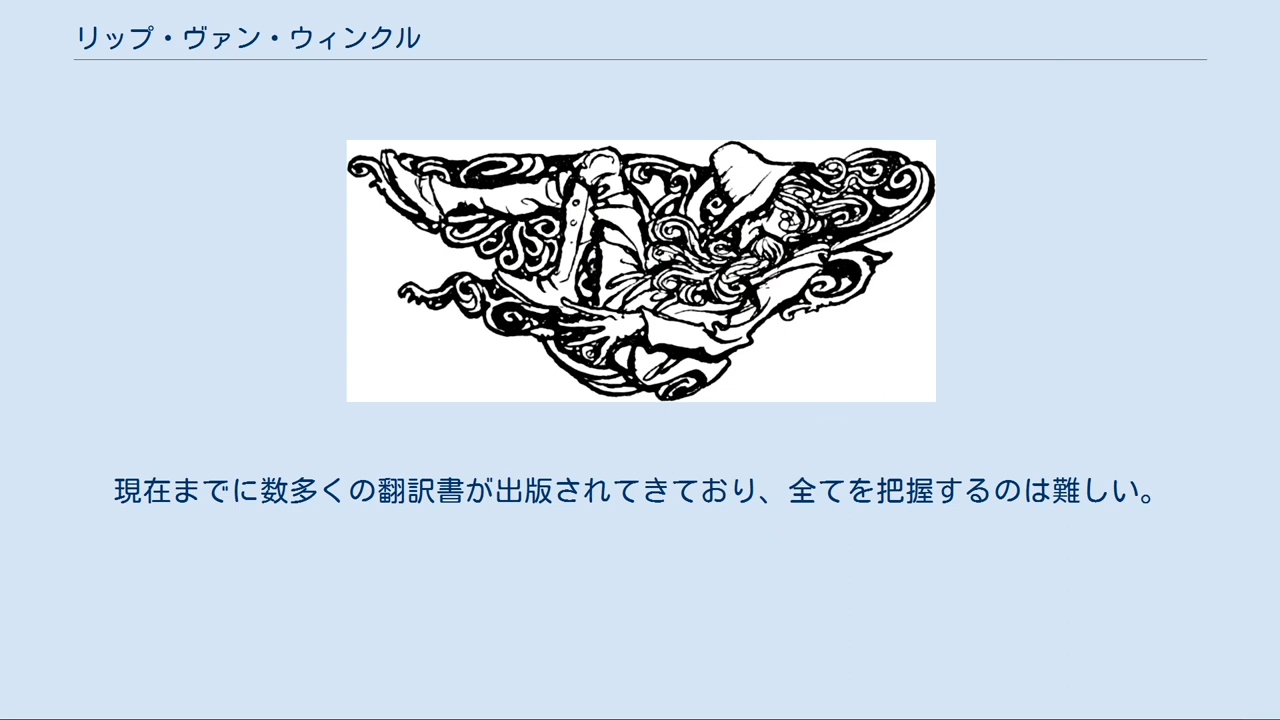 リップ・ヴァン・ウィンクル
現在までに数多くの翻訳書が出版されてきており、全てを把握するのは難しい。